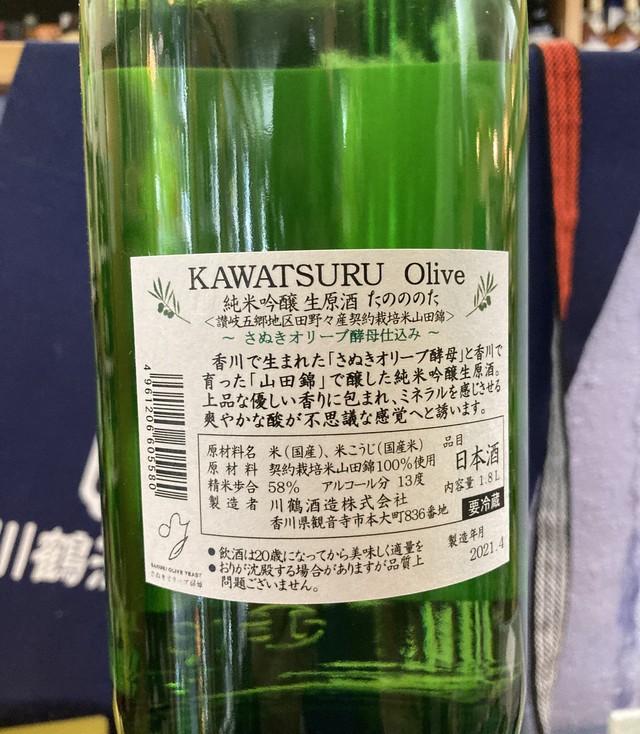 KAWATSURU Olive
純米吟醸 生原酒 たのののた
<讃岐五郷地区田野々産契約栽培米山田錦>
～ さぬきオリーブ酵母仕込み ～
香川で生まれた「さぬきオリーブ酵母」と香川で
育った「山田錦」で醸した純米吟醸生原酒。
上品な優しい香りに包まれ、ミネラルを感じさせる
爽やかな酸が不思議な感覚へと誘います。
4961206605580
原材料名 米(国産)、米こうじ(国産米)
原料米 契約栽培米山田錦100%使用
精米歩合 58% アルコール分 13度
製造者 川鶴酒造株式会社
香川県観音寺市本大町836番地
品目
日本酒
内容量 1.8L
要冷蔵
SANUKI OLIVE YEAST
さぬきオリーブ酵母
●飲酒は20歳になってから美味しく適量を
●おりが沈殿する場合がありますが品質上
問題ございません。
製造年月
2021.4
川鶴